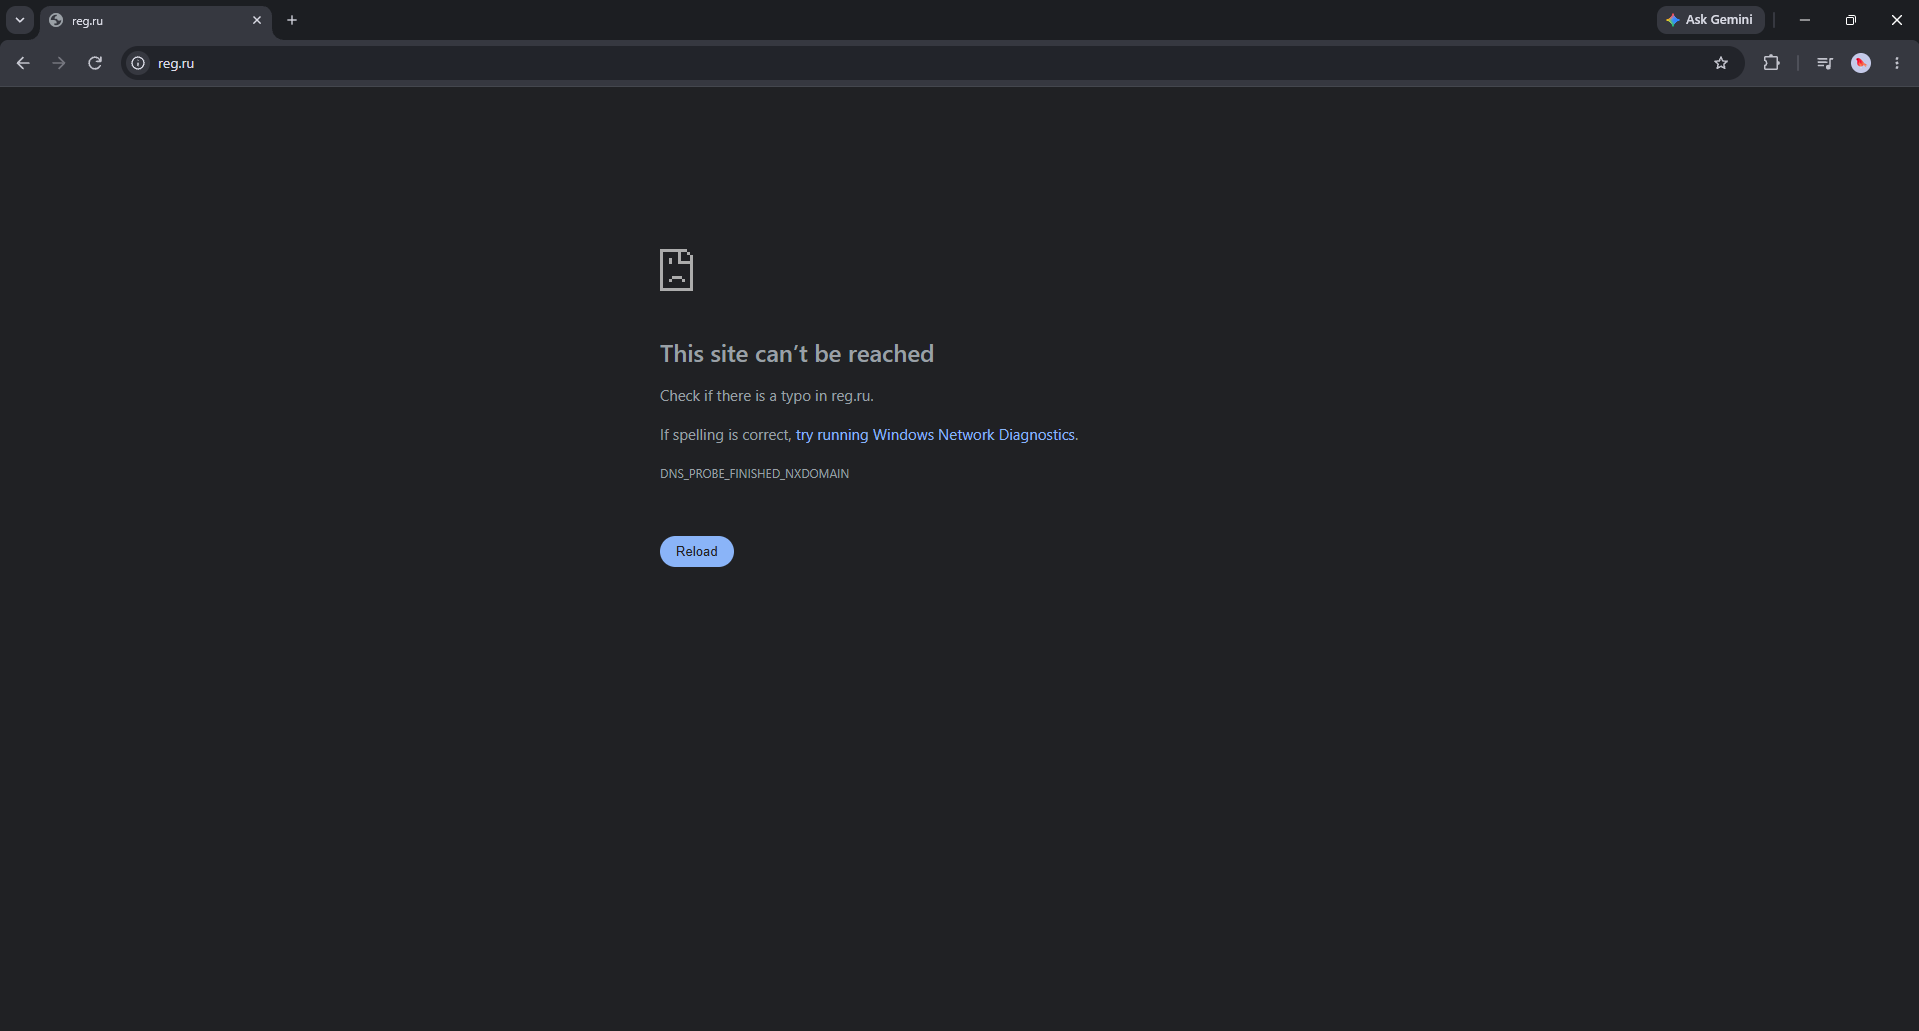 reg.ru
Ask Gemini
reg.ru
This site can’t be reached
Check if there is a typo in reg.ru.
If spelling is correct, try running Windows Network Diagnostics.
DNS_PROBE_FINISHED_NXDOMAIN
Reload